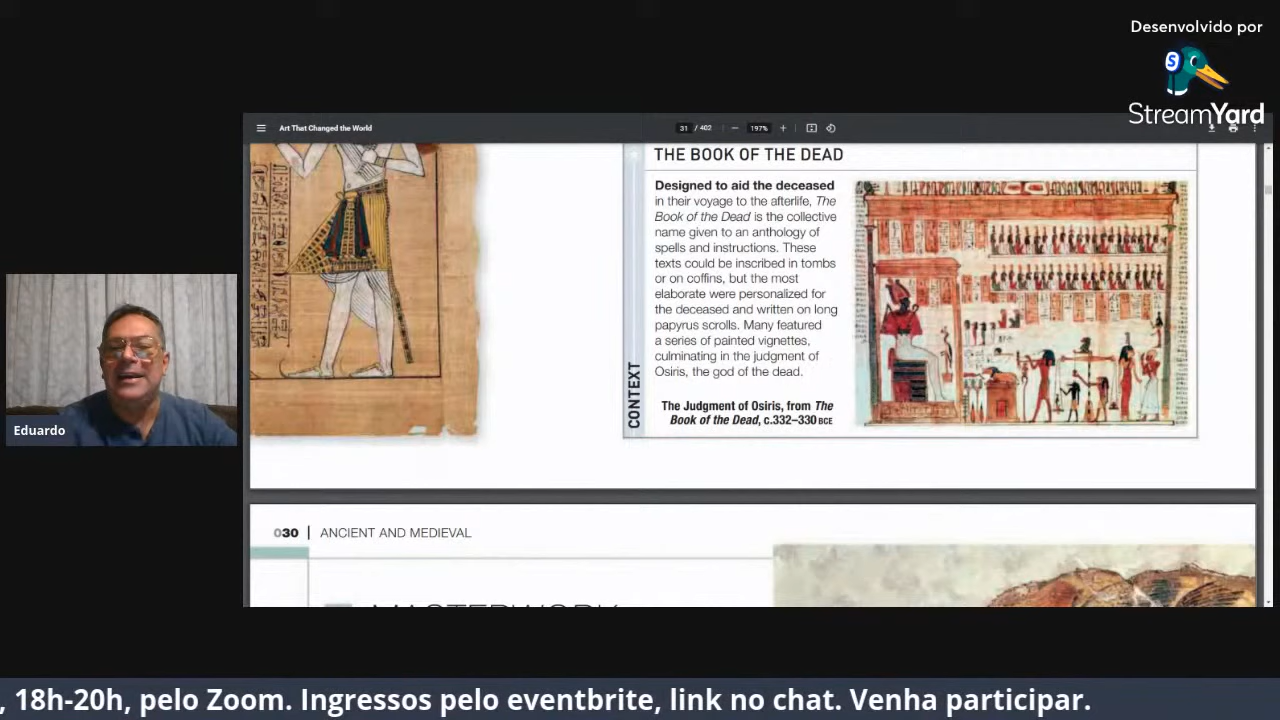 Desenvolvido por
StreamYard
Art That Changed the World
31 / 402
197%
THE BOOK OF THE DEAD
Designed to aid the deceased
in their voyage to the afterlife, The
Book of the Dead is the collective
name given to an anthology of
spells and instructions. These
texts could be inscribed in tombs
or on coffins, but the most
elaborate were personalized for
the deceased and written on long
papyrus scrolls. Many featured
a series of painted vignettes,
culminating in the judgment of
Osiris, the god of the dead.
CONTEXT
The Judgment of Osiris, from The
Book of the Dead, c.332–330 BCE
Eduardo
030 | ANCIENT AND MEDIEVAL
MASTERWORK
, 18h-20h, pelo Zoom. Ingressos pelo eventbrite, link no chat. Venha participar.